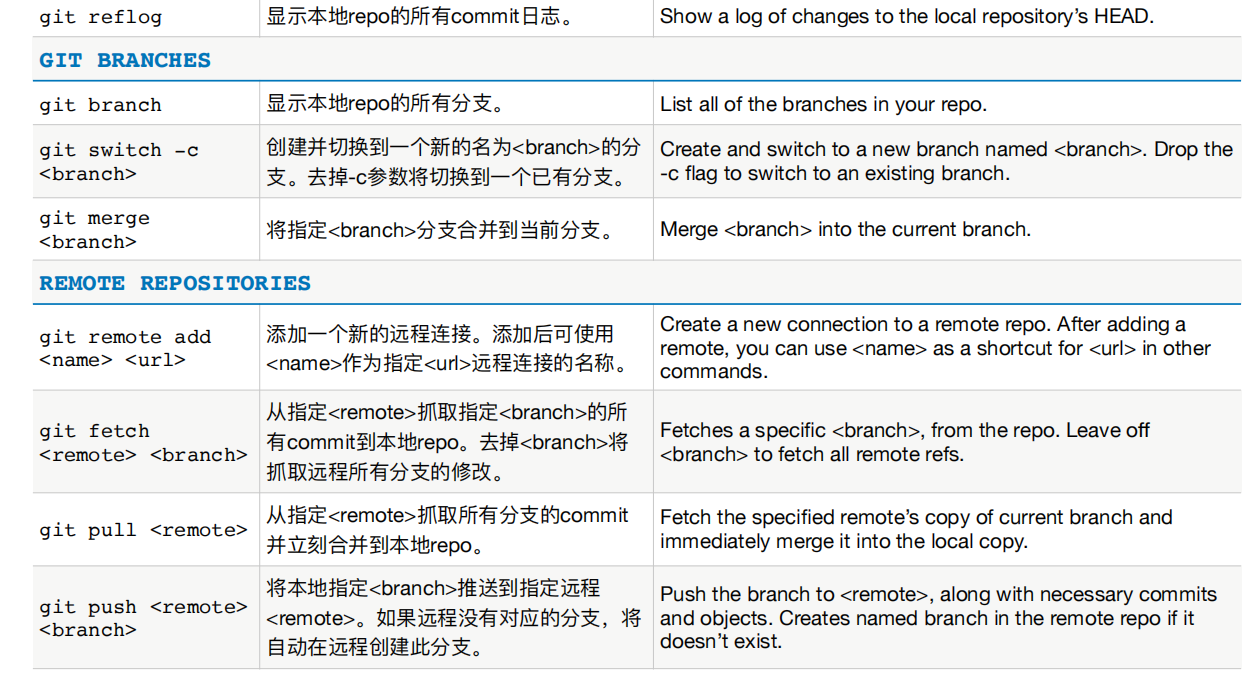 git reflog
显示本地repo的所有commit日志。
Show a log of changes to the local repository’s HEAD.
GIT BRANCHES
git branch
显示本地repo的所有分支。
List all of the branches in your repo.
git switch -c
<branch>
创建并切换到一个新的名为<branch>的分
支。去掉-c参数将切换到一个已有分支。
Create and switch to a new branch named <branch>. Drop the
-c flag to switch to an existing branch.
git merge
<branch>
将指定<branch>分支合并到当前分支。
Merge <branch> into the current branch.
REMOTE REPOSITORIES
git remote add
<name> <url>
添加一个新的远程连接。添加后可使用
<name>作为指定<url>远程连接的名称。
Create a new connection to a remote repo. After adding a
remote, you can use <name> as a shortcut for <url> in other
commands.
git fetch
<remote> <branch>
从指定<remote>抓取指定<branch>的所
有commit到本地repo。去掉<branch>将
抓取远程所有分支的修改。
Fetches a specific <branch>, from the repo. Leave off
<branch> to fetch all remote refs.
git pull <remote>
从指定<remote>抓取所有分支的commit
并立刻合并到本地repo。
Fetch the specified remote’s copy of current branch and
immediately merge it into the local copy.
git push <remote>
<branch>
将本地指定<branch>推送到指定远程
<remote>。如果远程没有对应的分支，将
自动在远程创建此分支。
Push the branch to <remote>, along with necessary commits
and objects. Creates named branch in the remote repo if it
doesn’t exist.